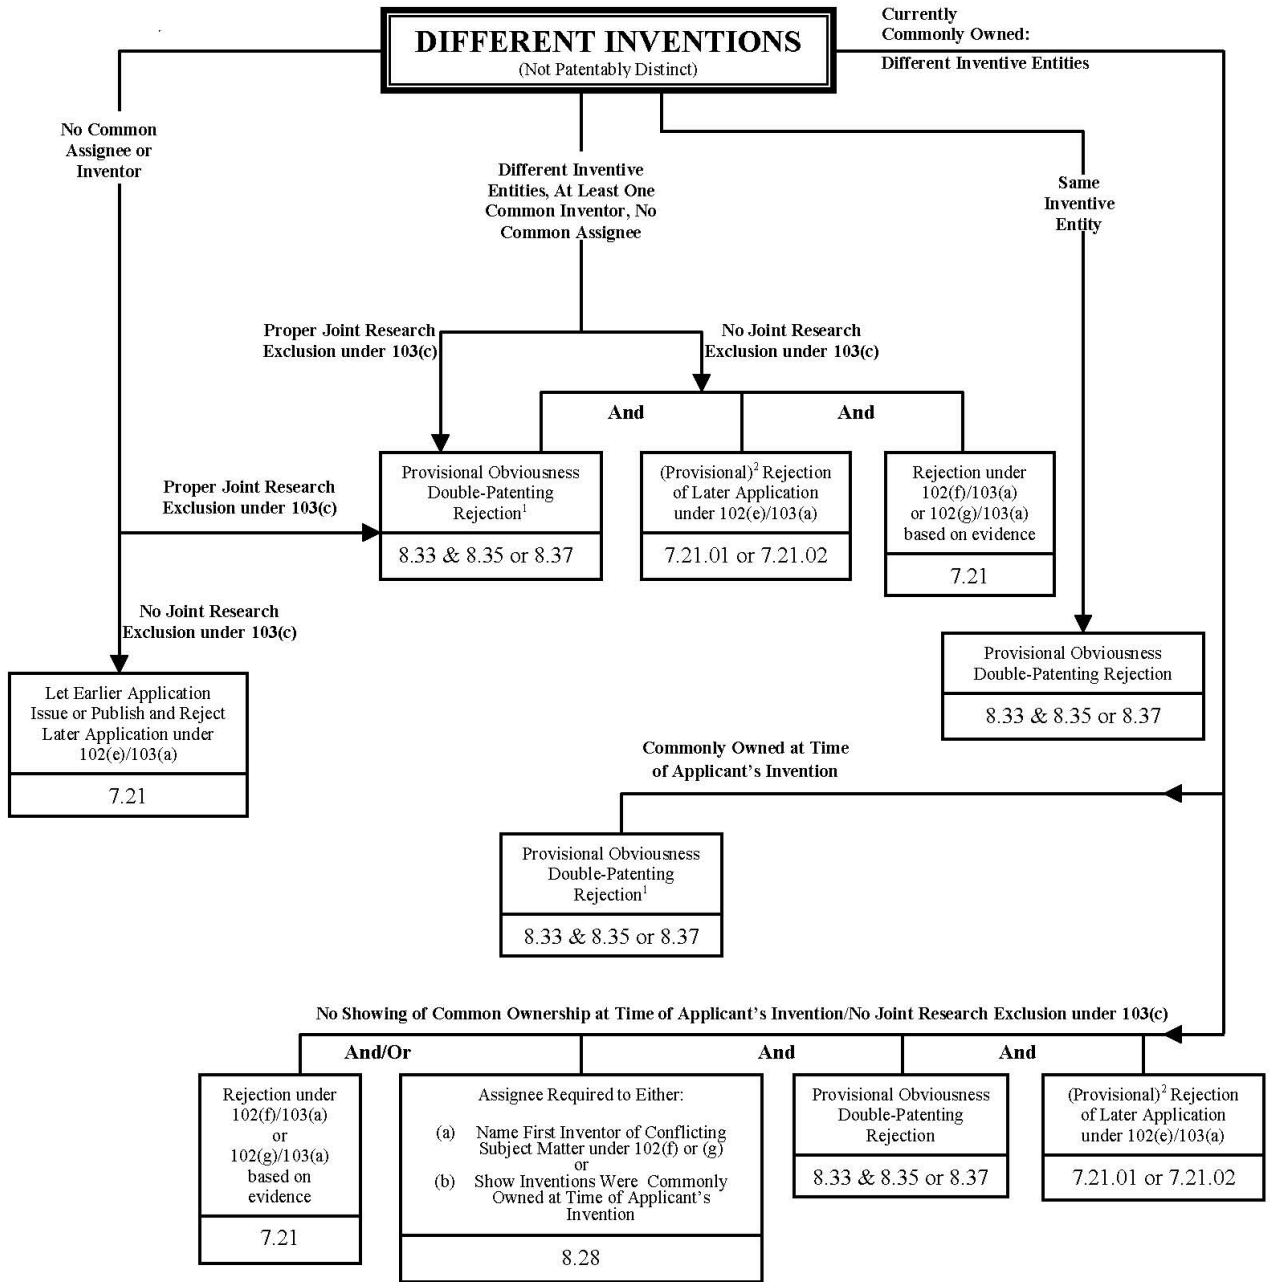 DIFFERENT INVENTIONS
(Not Patentably Distinct)
Currently
Commonly Owned:
Different Inventive Entities
No Common
Assignee or
Inventor
Different Inventive
Entities, At Least One
Common Inventor, No
Common Assignee
Same
Inventive
Entity
Proper Joint Research
Exclusion under 103(c)
No Joint Research
Exclusion under 103(c)
And
And
Provisional Obviousness
Double-Patenting
Rejection1
8.33 & 8.35 or 8.37
(Provisional)2 Rejection
of Later Application
under 102(e)/103(a)
7.21.01 or 7.21.02
Rejection under
102(f)/103(a)
or 102(g)/103(a)
based on evidence
7.21
Proper Joint Research
Exclusion under 103(c)
No Joint Research
Exclusion under 103(c)
Let Earlier Application
Issue or Publish and Reject
Later Application under
102(e)/103(a)
7.21
Provisional Obviousness
Double-Patenting Rejection
8.33 & 8.35 or 8.37
Commonly Owned at Time
of Applicant's Invention
Provisional Obviousness
Double-Patenting
Rejection1
8.33 & 8.35 or 8.37
No Showing of Common Ownership at Time of Applicant's Invention/No Joint Research Exclusion under 103(c)
And/Or
And
And
Rejection under
102(f)/103(a)
or
102(g)/103(a)
based on
evidence
7.21
Assignee Required to Either:
(a) Name First Inventor of Conflicting
Subject Matter under 102(f) or (g)
or
(b) Show Inventions Were Commonly
Owned at Time of Applicant's
Invention
8.28
Provisional Obviousness
Double-Patenting
Rejection
8.33 & 8.35 or 8.37
(Provisional)2 Rejection
of Later Application
under 102(e)/103(a)
7.21.01 or 7.21.02